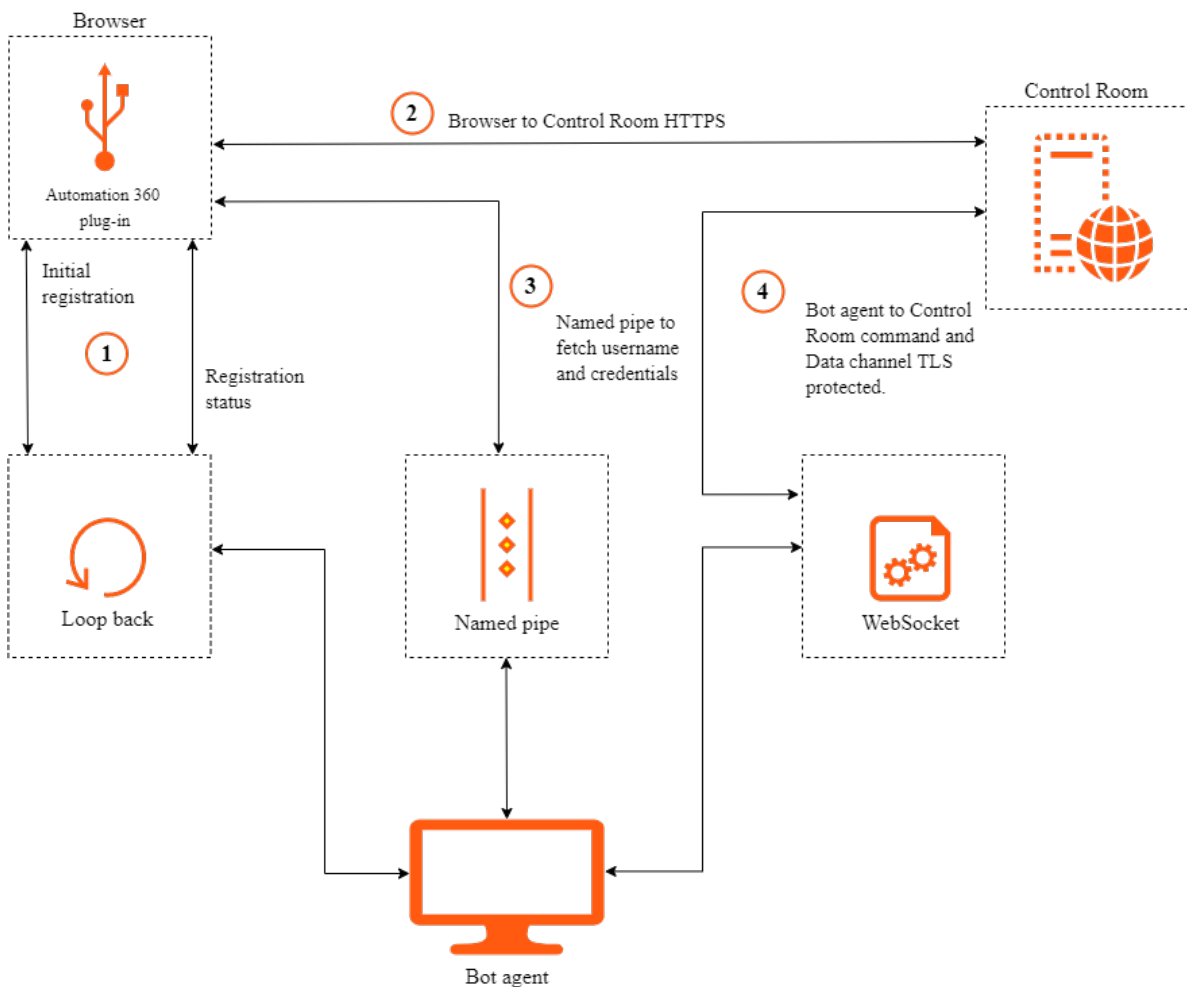 Browser
Automation 360
plug-in
2
Browser to Control Room HTTPS
Control Room
Initial
registration
1
Registration
status
3
Named pipe to
fetch username
and credentials
4
Bot agent to Control
Room command and
Data channel TLS
protected.
Loop back
Named pipe
WebSocket
Bot agent